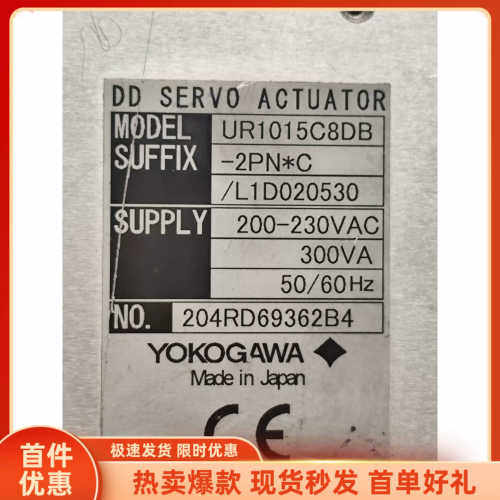 DD SERVO ACTUATOR
MODEL UR1015C8DB
SUFFIX -2PN*C
/L1D020530
SUPPLY 200-230VAC
300VA
50/60Hz
NO. 204RD69362B4
YOKOGAWA
Made in Japan
CE
首件
优惠
极速发货 限时优惠
热卖爆款 现货秒发 首单好礼